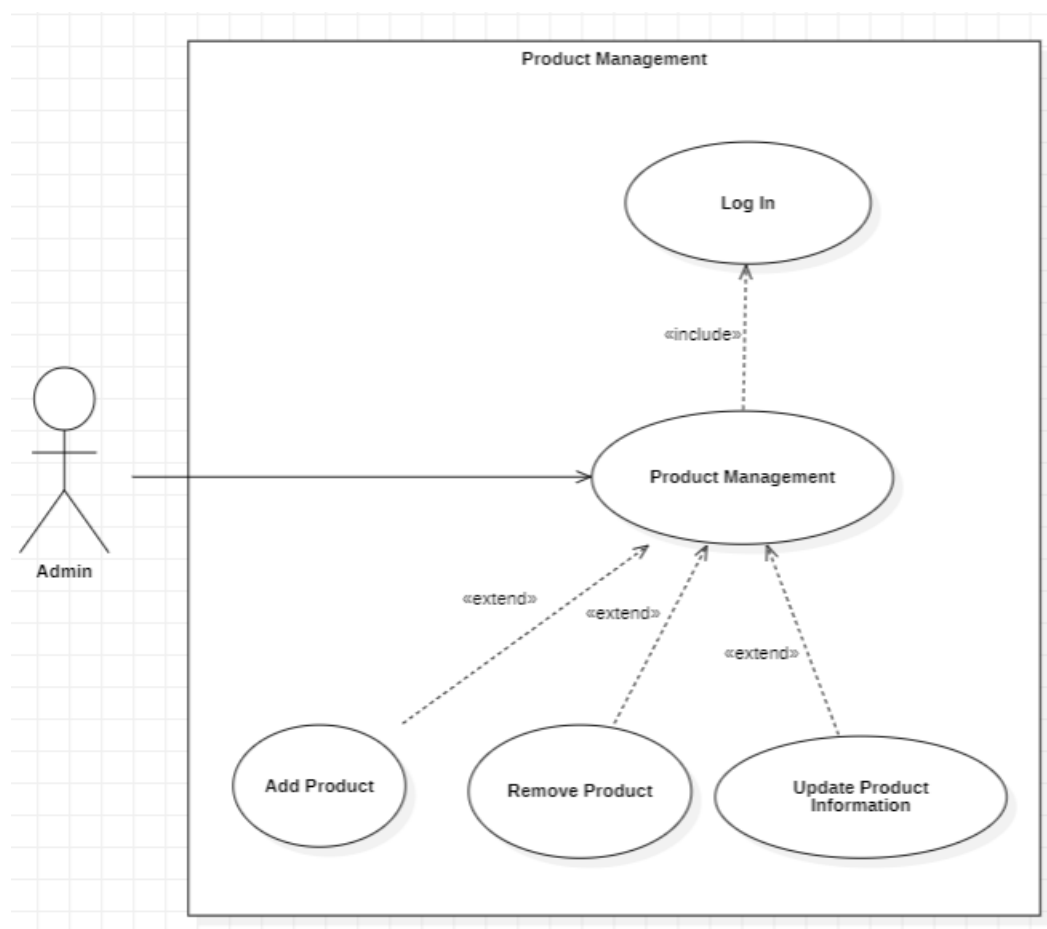 Product Management
Log In
«include»
Product Management
Admin
«extend»
«extend»
«extend»
Add Product
Remove Product
Update Product
Information